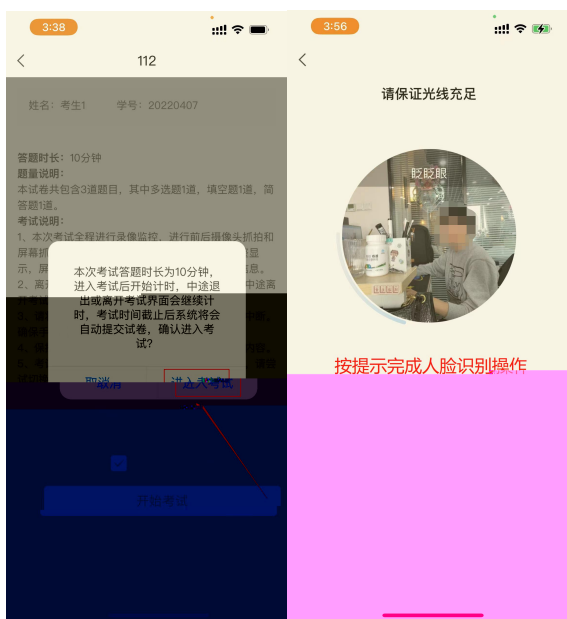 3:38
112
姓名：考生1 学号：20220407
答题时长：10分钟
题量说明：
本试卷共包含3道题目，其中多选题1道，填空题1道，简
答题1道。
考试说明：
1、本次考试全程进行录像监控，进行前后摄像头抓拍和
本次考试答题时长为10分钟，
进入考试后开始计时，中途退
出或离开考试界面会继续计
时，考试时间截止后系统将会
自动提交试卷，确认进入考
试？
取消 进入考试
开始考试
3:56
请保证光线充足
眨眨眼
按提示完成人脸识别操作